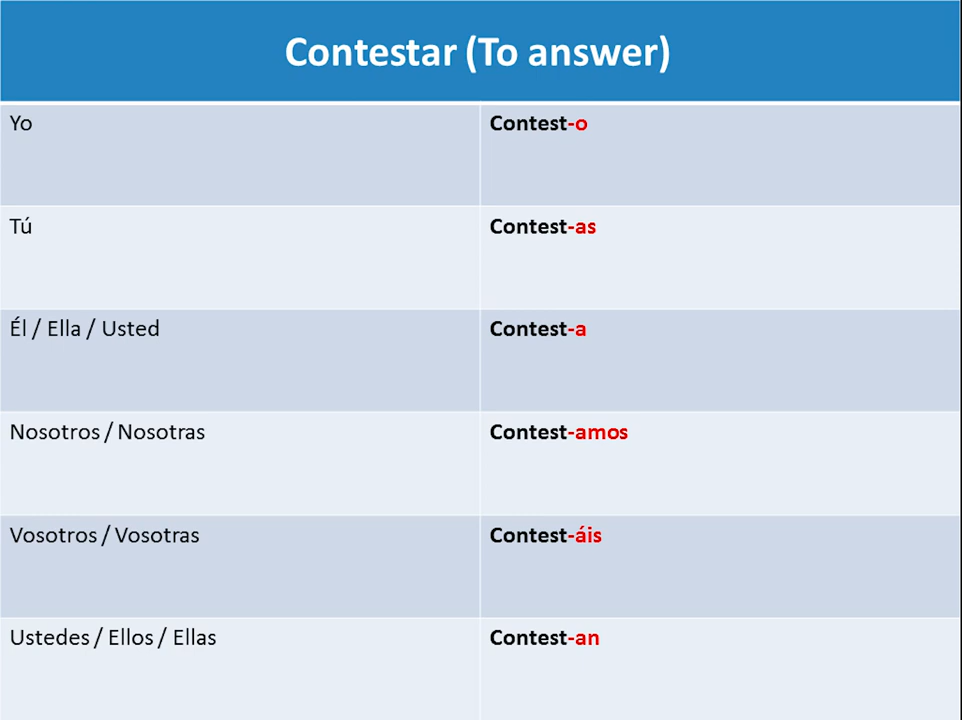 Contestar (To answer)
Yo Contest-o
Tú Contest-as
Él / Ella / Usted Contest-a
Nosotros / Nosotras Contest-amos
Vosotros / Vosotras Contest-áis
Ustedes / Ellos / Ellas Contest-an